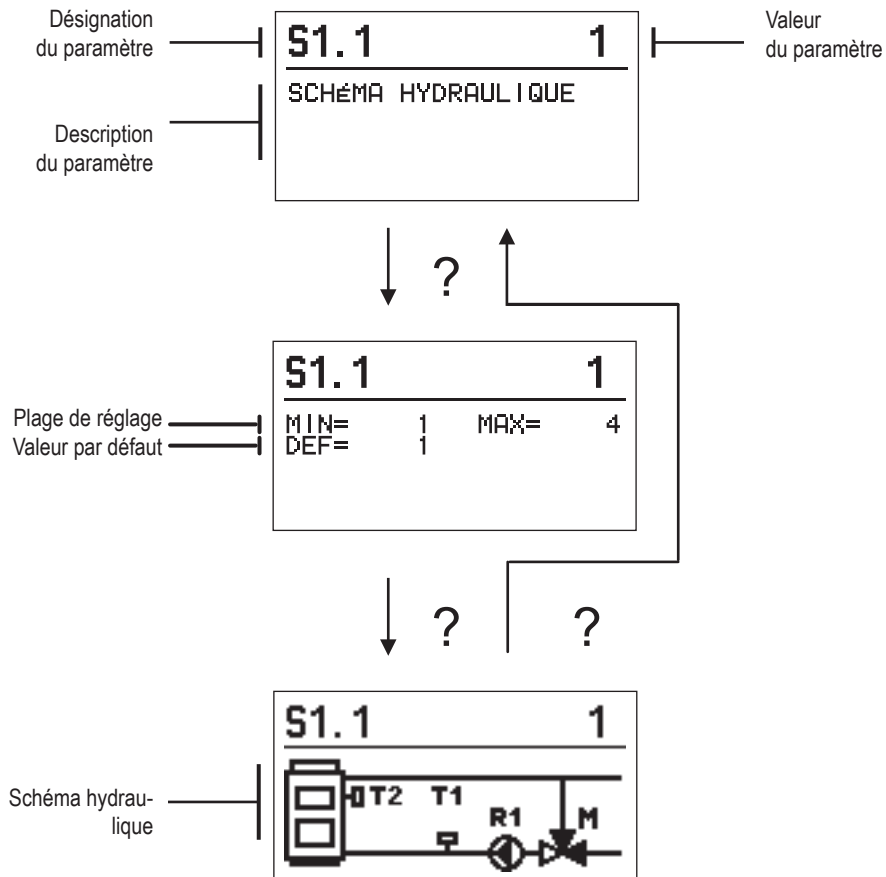 Désignation
du paramètre
S1.1 1
Valeur
du paramètre
SCHéMA HYDRAULIQUE
Description
du paramètre
?
S1.1 1
Plage de réglage
MIN= 1 MAX= 4
Valeur par défaut
DEF= 1
? ?
S1.1 1
Schéma hydrau-
lique
T2 T1
R1 M